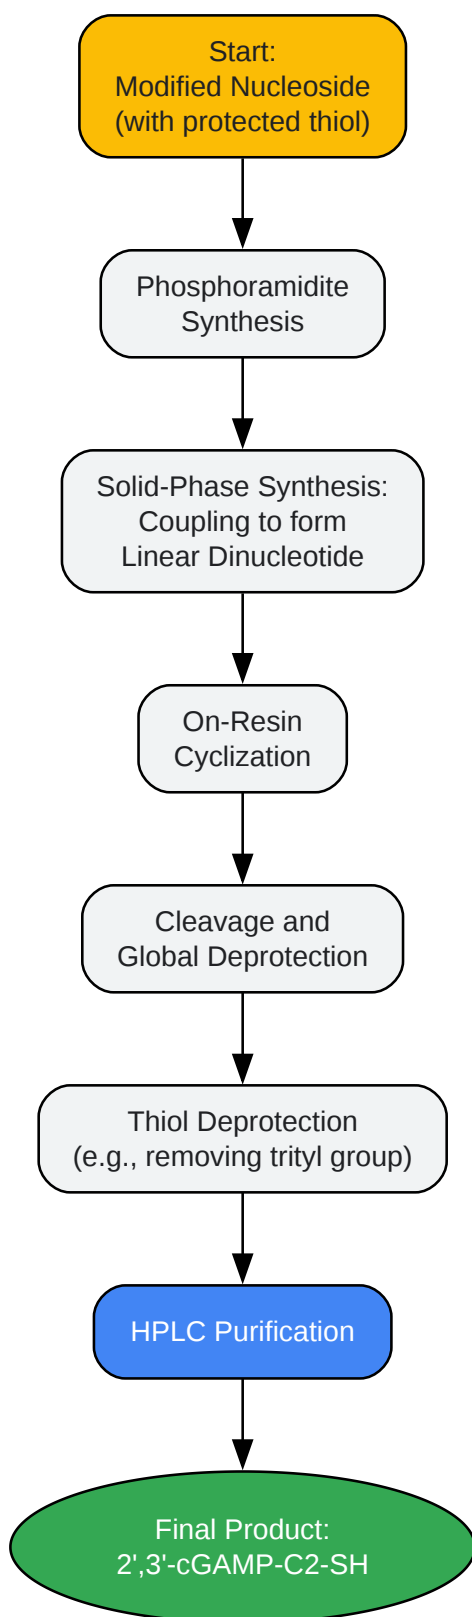 Start:
Modified Nucleoside
(with protected thiol)
Phosphoramidite
Synthesis
Solid-Phase Synthesis:
Coupling to form
Linear Dinucleotide
On-Resin
Cyclization
Cleavage and
Global Deprotection
Thiol Deprotection
(e.g., removing trityl group)
HPLC Purification
Final Product:
2',3'-cGAMP-C2-SH